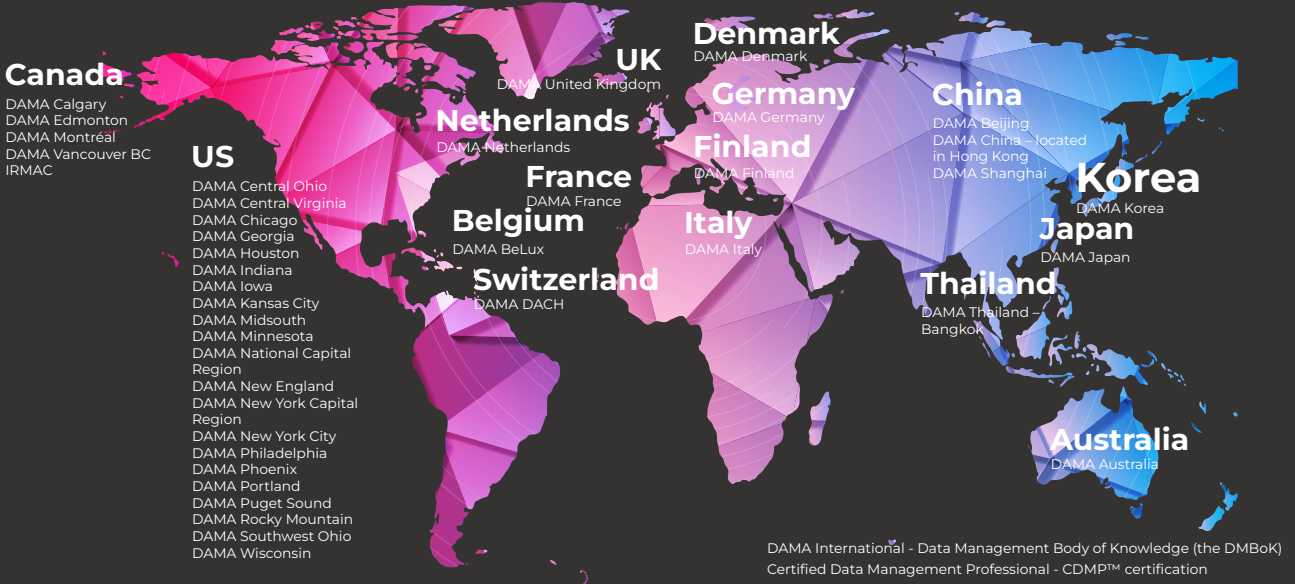 Canada
DAMA Calgary
DAMA Edmonton
DAMA Montréal
DAMA Vancouver BC
IRMAC
US
DAMA Central Ohio
DAMA Central Virginia
DAMA Chicago
DAMA Georgia
DAMA Houston
DAMA Indiana
DAMA Iowa
DAMA Kansas City
DAMA Midsouth
DAMA Minnesota
DAMA National Capital
Region
DAMA New England
DAMA New York Capital
Region
DAMA New York City
DAMA Philadelphia
DAMA Phoenix
DAMA Portland
DAMA Puget Sound
DAMA Rocky Mountain
DAMA Southwest Ohio
DAMA Wisconsin
UK
DAMA United Kingdom
Netherlands
DAMA Netherlands
France
DAMA France
Belgium
DAMA BeLux
Switzerland
DAMA DACH
Denmark
DAMA Denmark
Germany
DAMA Germany
Finland
DAMA Finland
Italy
DAMA Italy
China
DAMA Beijing
DAMA China – located
in Hong Kong
DAMA Shanghai
Korea
DAMA Korea
Japan
DAMA Japan
Thailand
DAMA Thailand –
Bangkok
Australia
DAMA Australia
DAMA International - Data Management Body of Knowledge (the DMBoK)
Certified Data Management Professional - CDMP™ certification